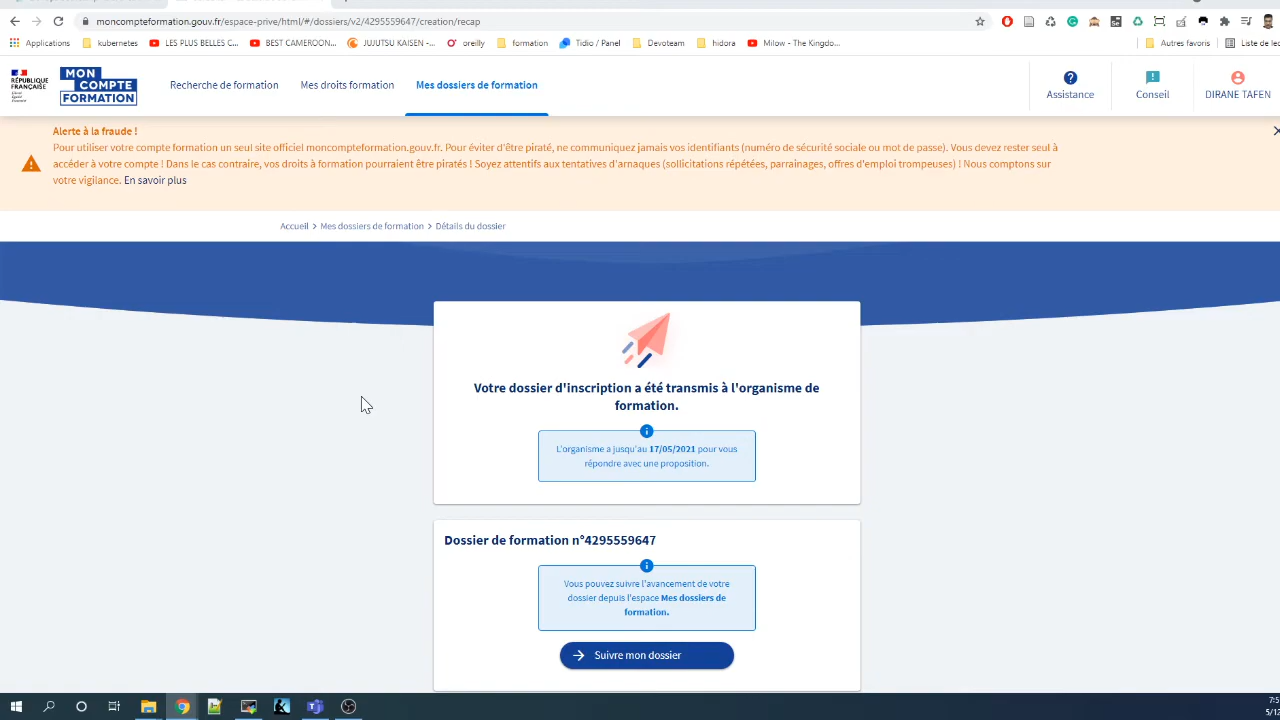 moncompteformation.gouv.fr/espace-prive/html/#/dossiers/v2/4295559647/creation/recap
Applications kubernetes LES PLUS BELLES C... BEST CAMEROON... JUJUTSU KAISEN -... oreilly formation Tidio / Panel Devoteam hidora Milow - The Kingdo... Autres favoris Liste de lec
RÉPUBLIQUE
FRANÇAISE
MON
COMPTE
FORMATION
Recherche de formation Mes droits formation Mes dossiers de formation
Assistance Conseil DIRANE TAFEN
Alerte à la fraude !
Pour utiliser votre compte formation un seul site officiel moncompteformation.gouv.fr. Pour éviter d'être piraté, ne communiquez jamais vos identifiants (numéro de sécurité sociale ou mot de passe). Vous devez rester seul à
accéder à votre compte ! Dans le cas contraire, vos droits à formation pourraient être piratés ! Soyez attentifs aux tentatives d'arnaques (sollicitations répétées, parrainages, offres d'emploi trompeuses) ! Nous comptons sur
votre vigilance. En savoir plus
Accueil > Mes dossiers de formation > Détails du dossier
Votre dossier d'inscription a été transmis à l'organisme de
formation.
L'organisme a jusqu'au 17/05/2021 pour vous
répondre avec une proposition.
Dossier de formation n°4295559647
Vous pouvez suivre l'avancement de votre
dossier depuis l'espace Mes dossiers de
formation.
Suivre mon dossier
7:5
5/12